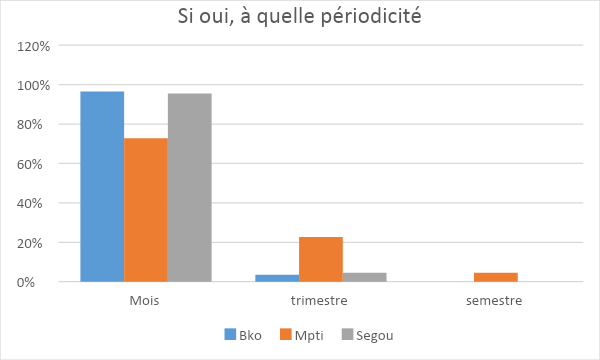 Si oui, à quelle périodicité
120%
100%
80%
60%
40%
20%
0%
Mois trimestre semestre
Bko Mpti Segou